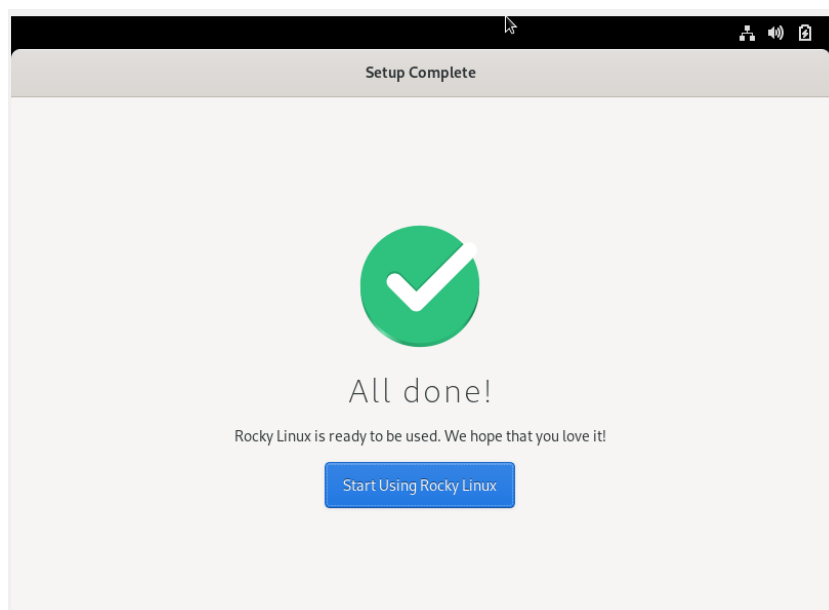 Setup Complete
All done!
Rocky Linux is ready to be used. We hope that you love it!
Start Using Rocky Linux